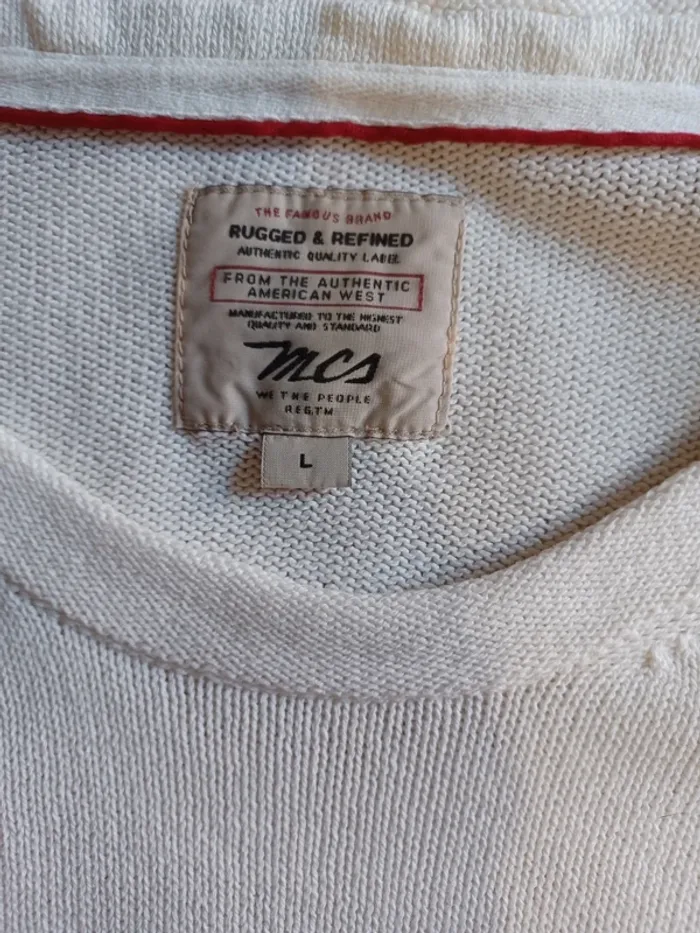 THE FAMOUS BRAND
RUGGED & REFINED
AUTHENTIC QUALITY LABEL
FROM THE AUTHENTIC
AMERICAN WEST
MANUFACTURED TO THE HIGHEST
QUALITY AND STANDARD
mcs
WE THE PEOPLE
REG.TM
L